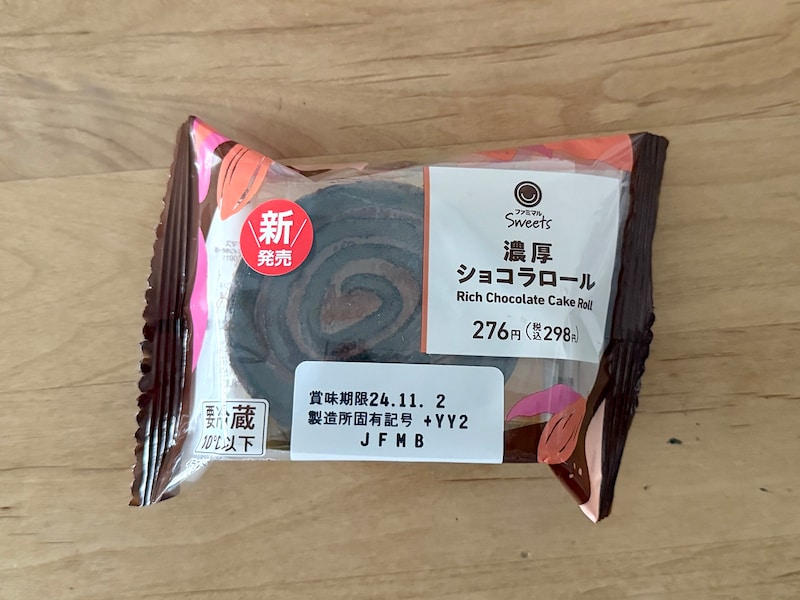 新
発売
ファミマル
Sweets
濃厚
ショコラロール
Rich Chocolate Cake Roll
276円(税込298円)
賞味期限24.11. 2
製造所固有記号 +YY2
JFMB
要冷蔵
10℃以下